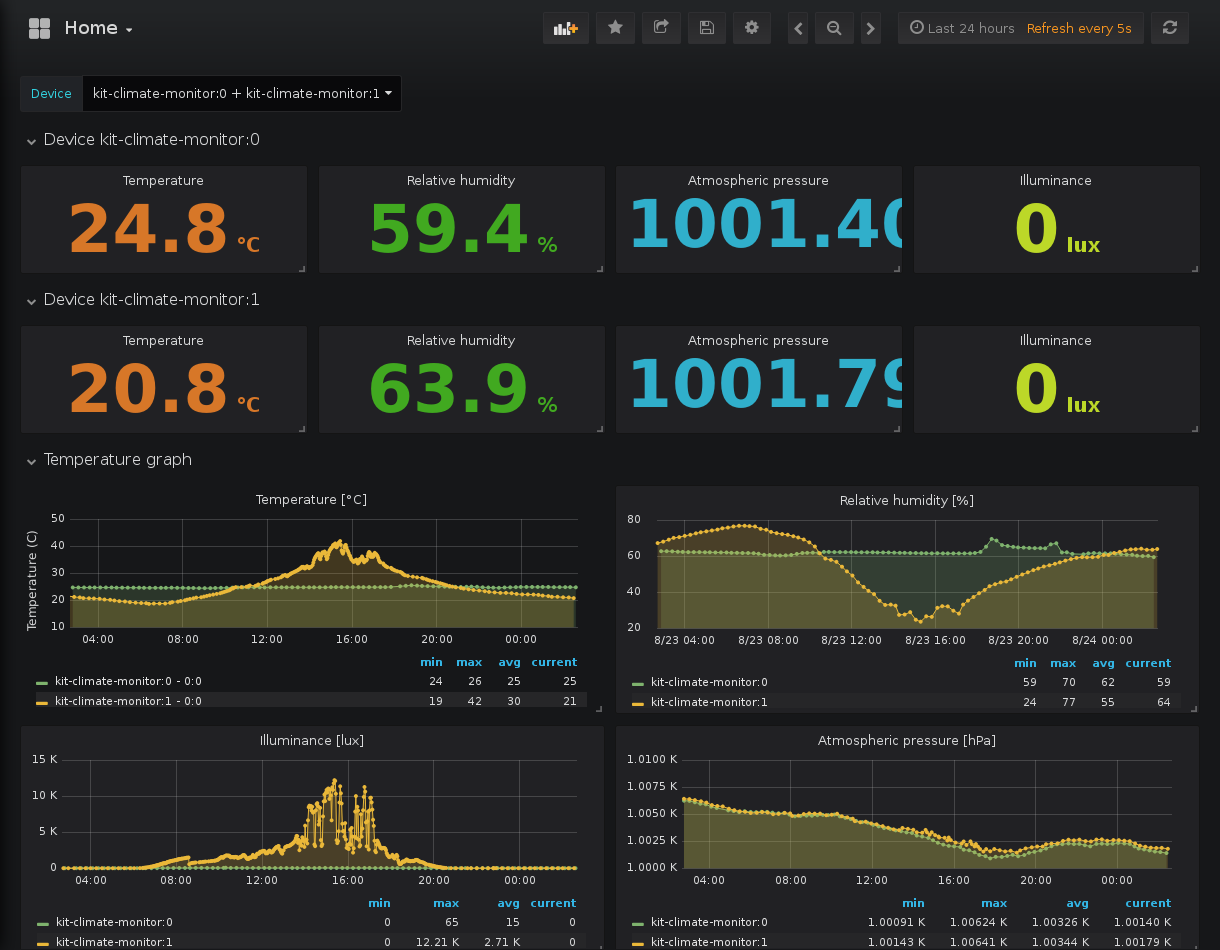 Home
Last 24 hours Refresh every 5s
Device kit-climate-monitor:0 + kit-climate-monitor:1
Device kit-climate-monitor:0
Temperature Relative humidity Atmospheric pressure Illuminance
24.8 °C 59.4 % 1001.40 0 lux
Device kit-climate-monitor:1
Temperature Relative humidity Atmospheric pressure Illuminance
20.8 °C 63.9 % 1001.79 0 lux
Temperature graph
Temperature [°C]
Temperature (C)
50
40
30
20
10
04:00 08:00 12:00 16:00 20:00 00:00
min max avg current
kit-climate-monitor:0 - 0:0 24 26 25 25
kit-climate-monitor:1 - 0:0 19 42 30 21
Relative humidity [%]
80
60
40
20
8/23 04:00 8/23 08:00 8/23 12:00 8/23 16:00 8/23 20:00 8/24 00:00
min max avg current
kit-climate-monitor:0 59 70 62 59
kit-climate-monitor:1 24 77 55 64
Illuminance [lux]
15 K
10 K
5 K
0
04:00 08:00 12:00 16:00 20:00 00:00
min max avg current
kit-climate-monitor:0 0 65 15 0
kit-climate-monitor:1 0 12.21 K 2.71 K 0
Atmospheric pressure [hPa]
1.0100 K
1.0075 K
1.0050 K
1.0025 K
1.0000 K
04:00 08:00 12:00 16:00 20:00 00:00
min max avg current
kit-climate-monitor:0 1.00091 K 1.00624 K 1.00326 K 1.00140 K
kit-climate-monitor:1 1.00143 K 1.00641 K 1.00344 K 1.00179 K